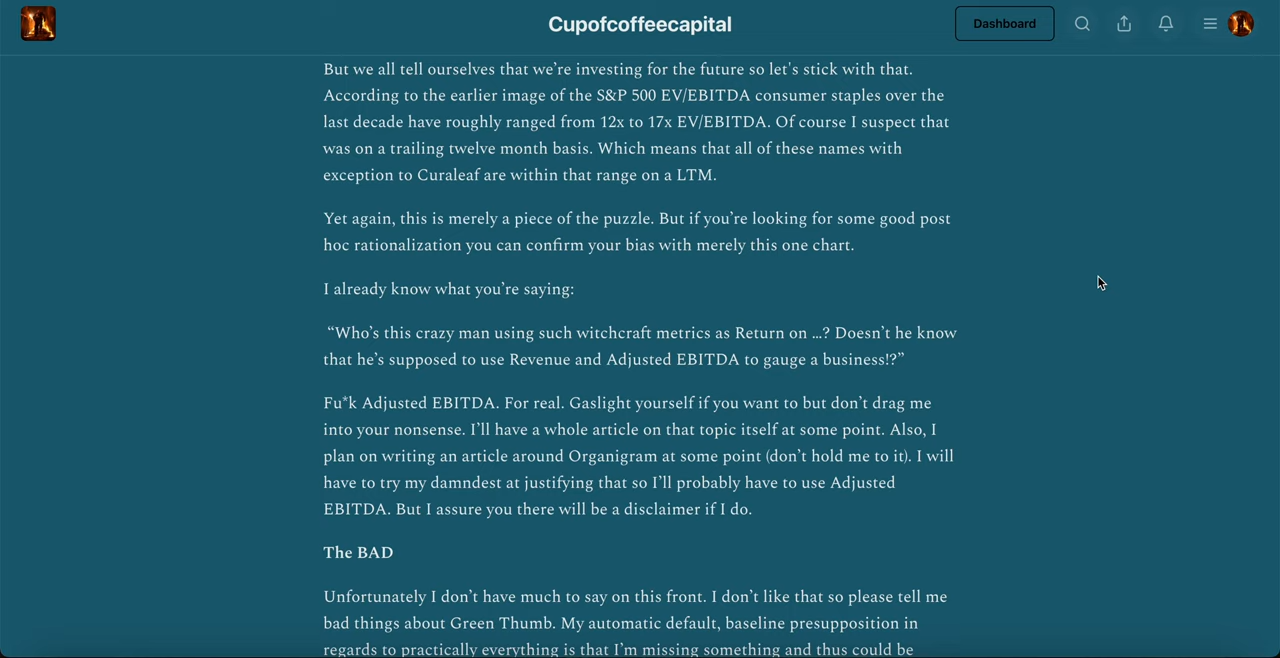 Cupofcoffeecapital
Dashboard
But we all tell ourselves that we’re investing for the future so let's stick with that.
According to the earlier image of the S&P 500 EV/EBITDA consumer staples over the
last decade have roughly ranged from 12x to 17x EV/EBITDA. Of course I suspect that
was on a trailing twelve month basis. Which means that all of these names with
exception to Curaleaf are within that range on a LTM.
Yet again, this is merely a piece of the puzzle. But if you’re looking for some good post
hoc rationalization you can confirm your bias with merely this one chart.
I already know what you’re saying:
“Who’s this crazy man using such witchcraft metrics as Return on …? Doesn’t he know
that he’s supposed to use Revenue and Adjusted EBITDA to gauge a business!?”
Fu*k Adjusted EBITDA. For real. Gaslight yourself if you want to but don’t drag me
into your nonsense. I’ll have a whole article on that topic itself at some point. Also, I
plan on writing an article around Organigram at some point (don’t hold me to it). I will
have to try my damndest at justifying that so I’ll probably have to use Adjusted
EBITDA. But I assure you there will be a disclaimer if I do.
The BAD
Unfortunately I don’t have much to say on this front. I don’t like that so please tell me
bad things about Green Thumb. My automatic default, baseline presupposition in
regards to practically everything is that I’m missing something and thus could be